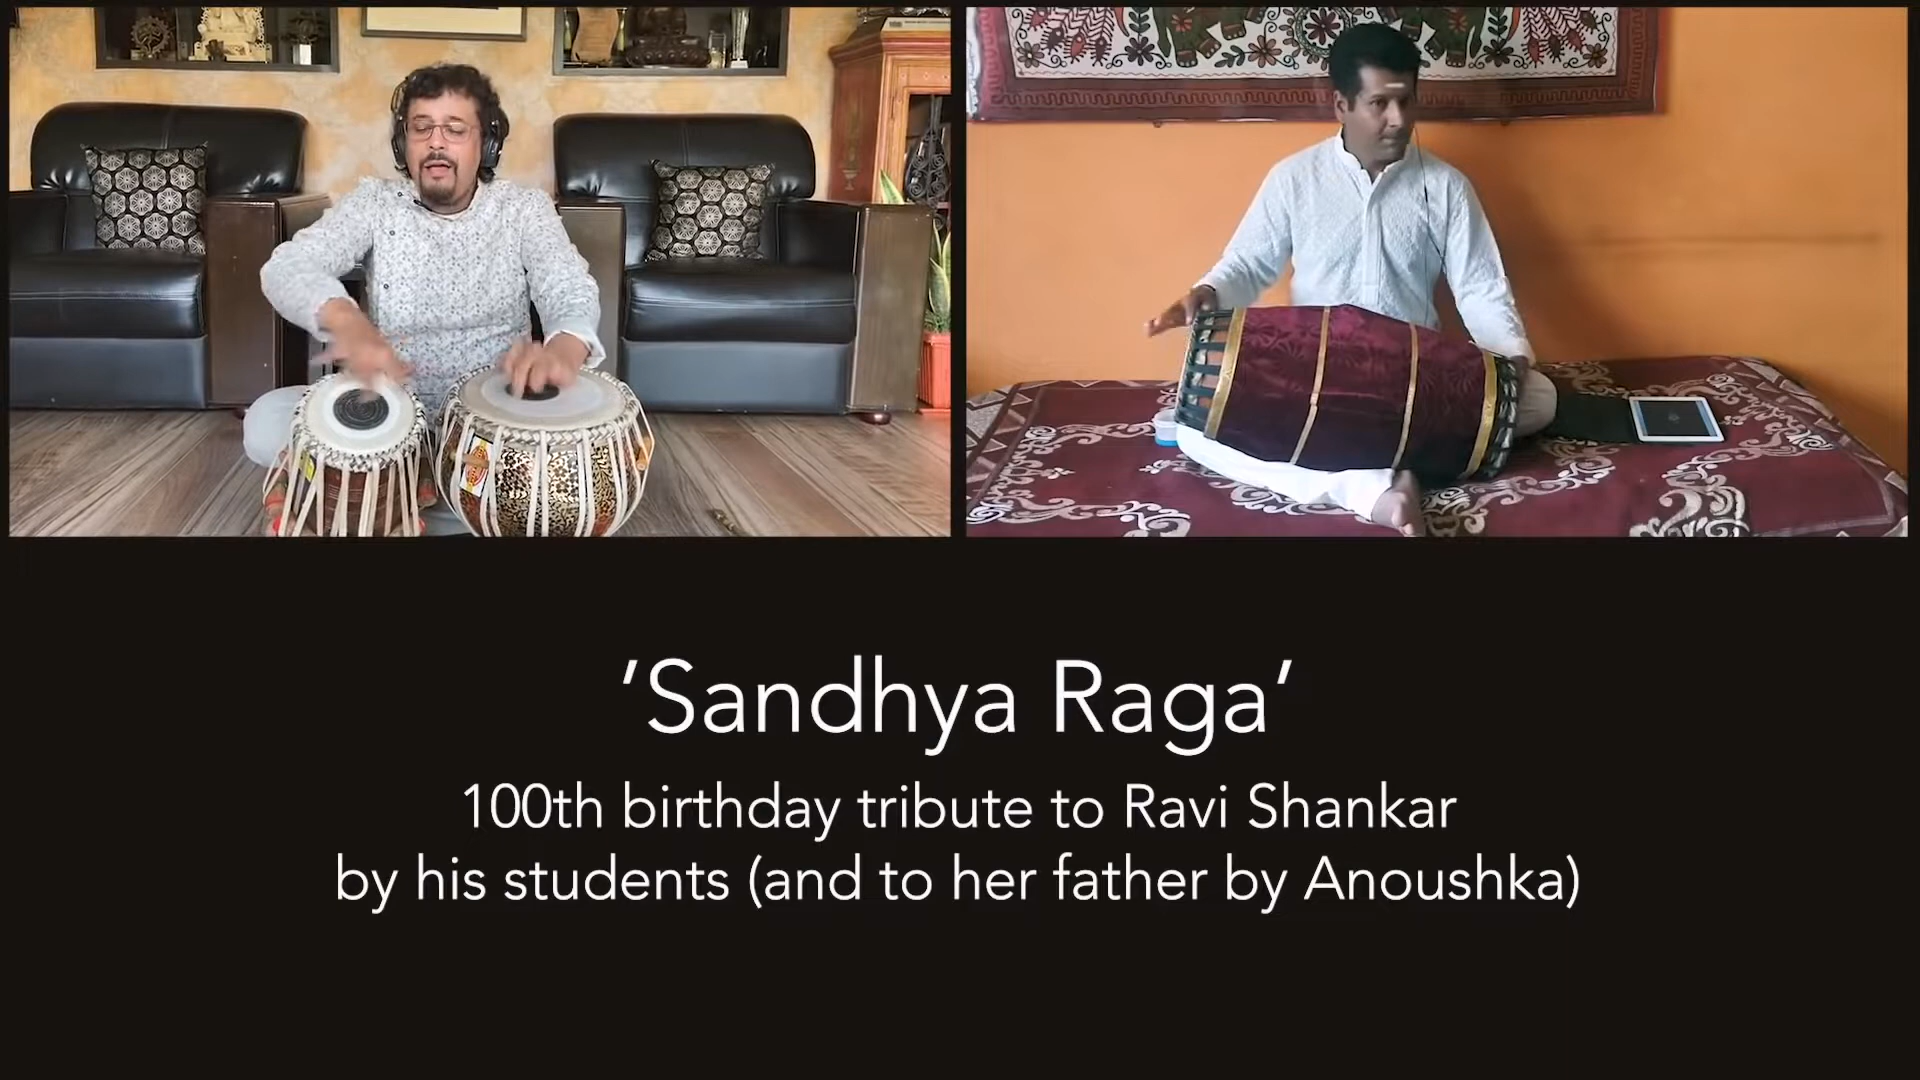 ‘Sandhya Raga’
100th birthday tribute to Ravi Shankar
by his students (and to her father by Anoushka)